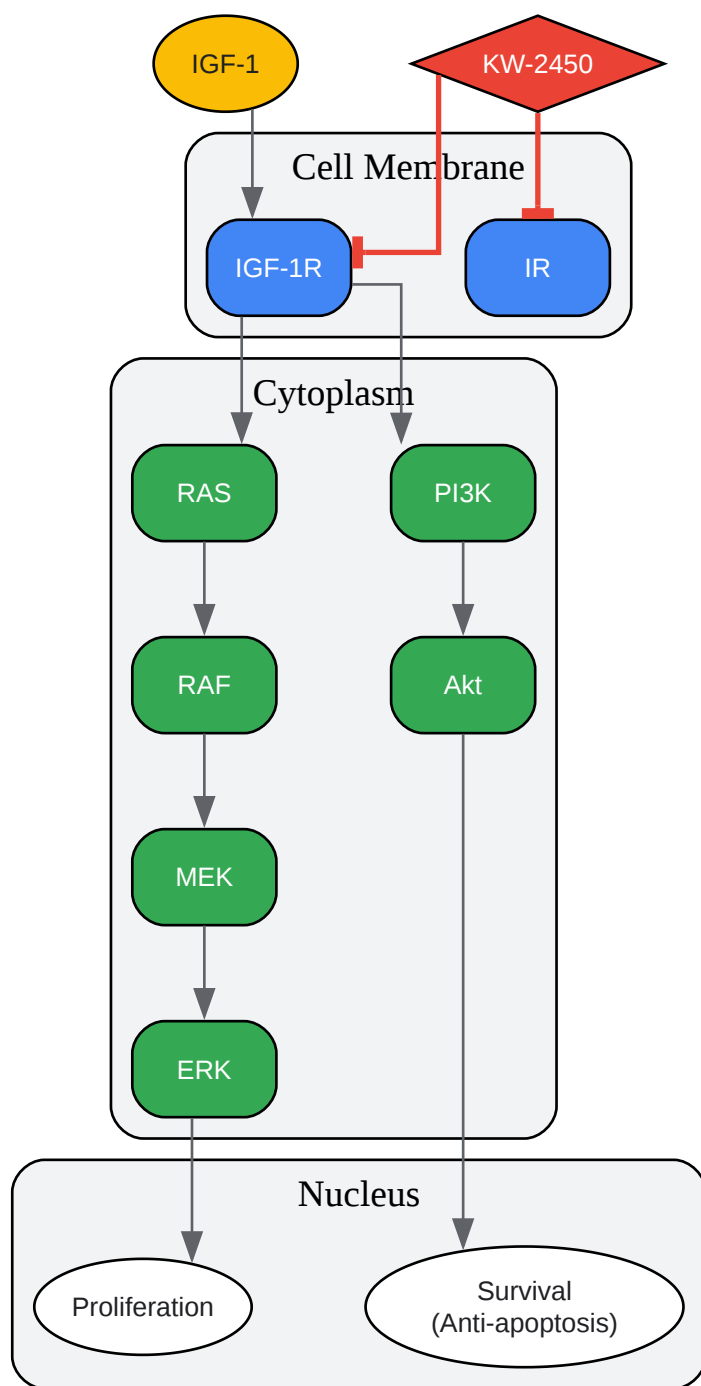 IGF-1
KW-2450
Cell Membrane
IGF-1R
IR
Cytoplasm
RAS
PI3K
RAF
Akt
MEK
ERK
Nucleus
Proliferation
Survival
(Anti-apoptosis)